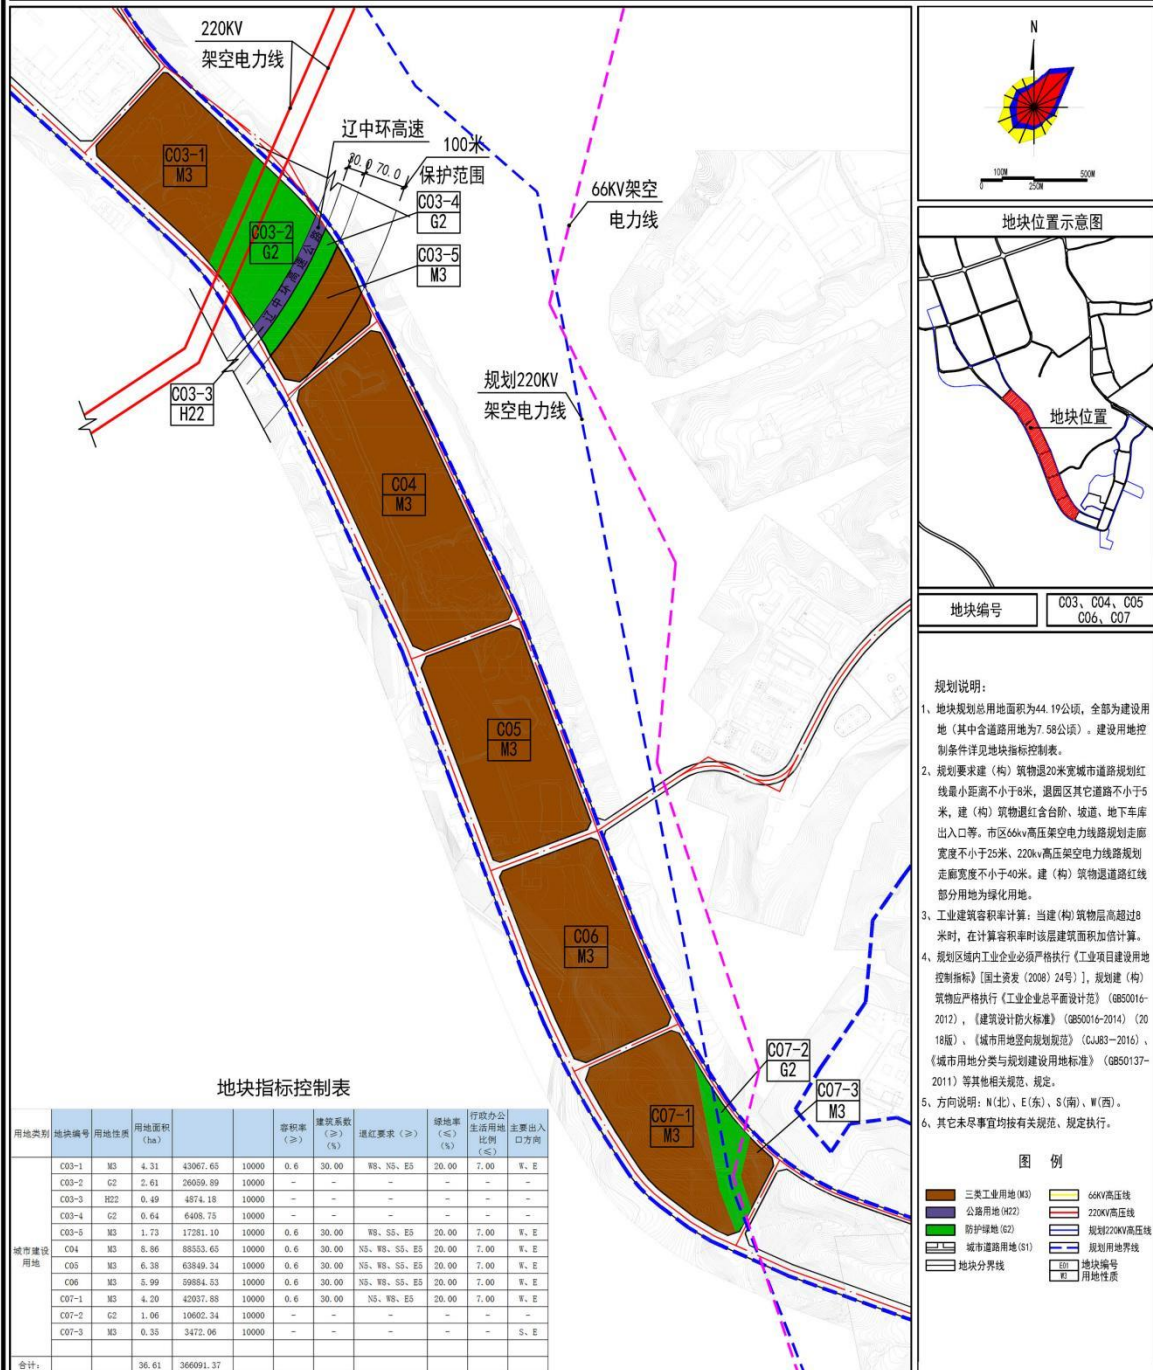 220KV
架空电力线
辽中环高速
100米
保护范围
30.0
70.0
C03-1
M3
C03-2
G2
C03-4
G2
C03-5
M3
C03-3
H22
辽中环高速公路
66KV架空
电力线
规划220KV
架空电力线
C04
M3
C05
M3
C06
M3
C07-1
M3
C07-2
G2
C07-3
M3
N
0 100M 250M 500M
地块位置示意图
地块位置
地块编号
C03、C04、C05
C06、C07
规划说明：
1、地块规划总用地面积为44.19公顷，全部为建设用
地（其中含道路用地为7.58公顷）。建设用地控
制条件详见地块指标控制表。
2、规划要求建（构）筑物退20米宽城市道路规划红
线最小距离不小于8米，退园区其它道路不小于5
米，建（构）筑物退红含台阶、坡道、地下车库
出入口等。市区66kv高压架空电力线路规划走廊
宽度不小于25米、220kv高压架空电力线路规划
走廊宽度不小于40米。建（构）筑物退道路红线
部分用地为绿化用地。
3、工业建筑容积率计算：当建(构)筑物层高超过8
米时，在计算容积率时该层建筑面积加倍计算。
4、规划区域内工业企业必须严格执行《工业项目建设用地
控制指标》[国土资发（2008）24号）]，规划建（构）
筑物应严格执行《工业企业总平面设计范》（GB50016-
2012），《建筑设计防火标准》（GB50016-2014）（20
18版）、《城市用地竖向规划规范》（CJJ83—2016）、
《城市用地分类与规划建设用地标准》（GB50137-
2011）等其他相关规范、规定。
5、方向说明：N(北)、E(东)、S(南)、W(西)。
6、其它未尽事宜均按有关规范、规定执行。
图 例
三类工业用地(M3) 66KV高压线
公路用地(H22) 220KV高压线
防护绿地(G2) 规划220KV高压线
城市道路用地(S1) 规划用地界线
地块分界线 地块编号
用地性质
地块指标控制表
用地类别 地块编号 用地性质 用地面积（ha） 容积率（≥） 建筑系数（≥）（%） 退红要求（≥） 绿地率（≤）（%） 行政办公生活用地比例（≤） 主要出入口方向
城市建设用地
C03-1 M3 4.31 43067.65 10000 0.6 30.00 W8、N5、E5 20.00 7.00 W、E
C03-2 G2 2.61 26059.89 10000 - - - - - -
C03-3 H22 0.49 4874.18 10000 - - - - - -
C03-4 G2 0.64 6408.75 10000 - - - - - -
C03-5 M3 1.73 17281.10 10000 0.6 30.00 W8、S5、E5 20.00 7.00 W、E
C04 M3 8.86 88553.65 10000 0.6 30.00 N5、W8、S5、E5 20.00 7.00 W、E
C05 M3 6.38 63849.34 10000 0.6 30.00 N5、W8、S5、E5 20.00 7.00 W、E
C06 M3 5.99 59884.53 10000 0.6 30.00 N5、W8、S5、E5 20.00 7.00 W、E
C07-1 M3 4.20 42037.88 10000 0.6 30.00 N5、W8、E5 20.00 7.00 W、E
C07-2 G2 1.06 10602.34 10000 - - - - - -
C07-3 M3 0.35 3472.06 10000 - - - - - S、E
合计： 36.61 366091.37